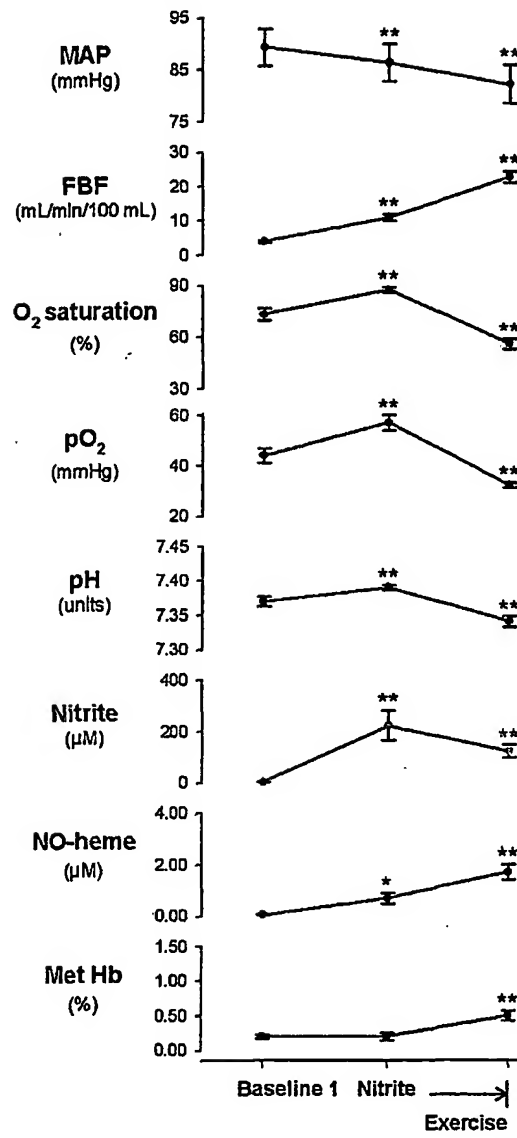 95
MAP
**
**
85
(mmHg)
75
30
FBF
**
20
(mL/min/100 mL)
**
10
0
90
**
O2 saturation
60
**
(%)
30
60
**
pO2
40
(mmHg)
**
20
7.45
pH
7.40
**
(units)
7.35
**
7.30
400
**
Nitrite
200
**
(µM)
0
4.00
NO-heme
**
2.00
(µM)
*
0.00
1.50
Met Hb
1.00
(%)
**
0.50
0.00
Baseline 1 Nitrite
Exercise